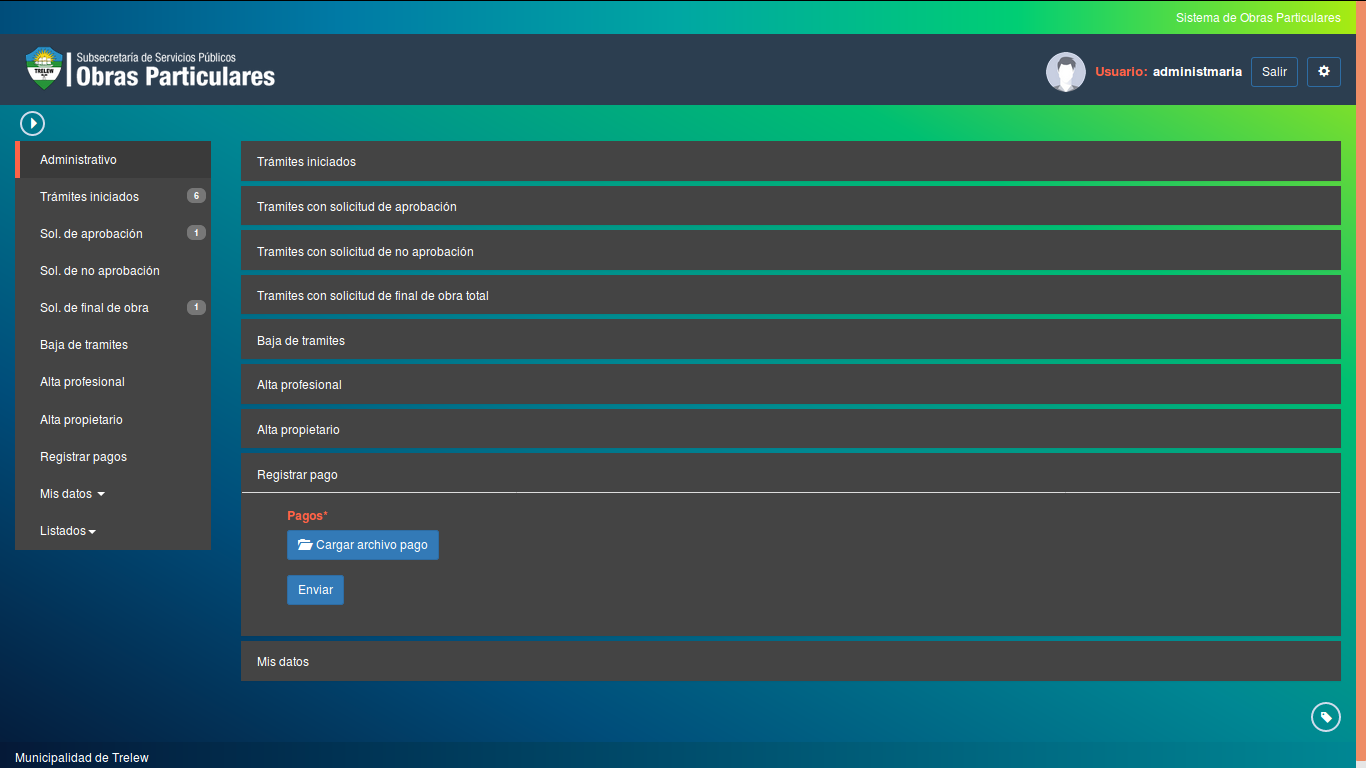 Sistema de Obras Particulares
Subsecretaría de Servicios Públicos
Obras Particulares
TRELEW
Usuario: administmaria
Salir
Administrativo
Trámites iniciados 6
Sol. de aprobación 1
Sol. de no aprobación
Sol. de final de obra 1
Baja de tramites
Alta profesional
Alta propietario
Registrar pagos
Mis datos
Listados
Trámites iniciados
Tramites con solicitud de aprobación
Tramites con solicitud de no aprobación
Tramites con solicitud de final de obra total
Baja de tramites
Alta profesional
Alta propietario
Registrar pago
Pagos*
Cargar archivo pago
Enviar
Mis datos
Municipalidad de Trelew